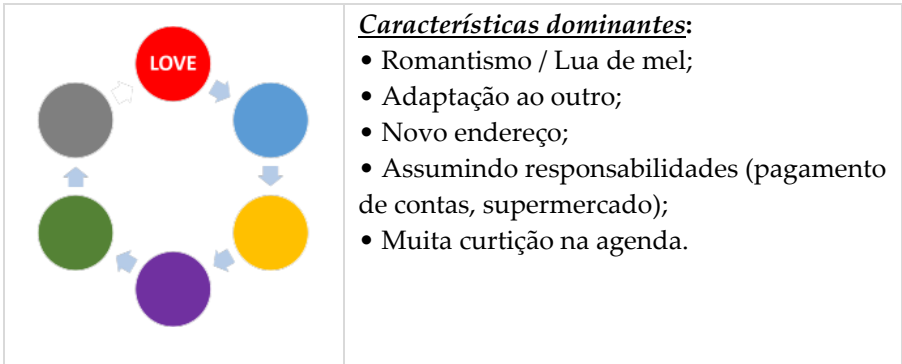 LOVE
Características dominantes:
• Romantismo / Lua de mel;
• Adaptação ao outro;
• Novo endereço;
• Assumindo responsabilidades (pagamento
de contas, supermercado);
• Muita curtição na agenda.